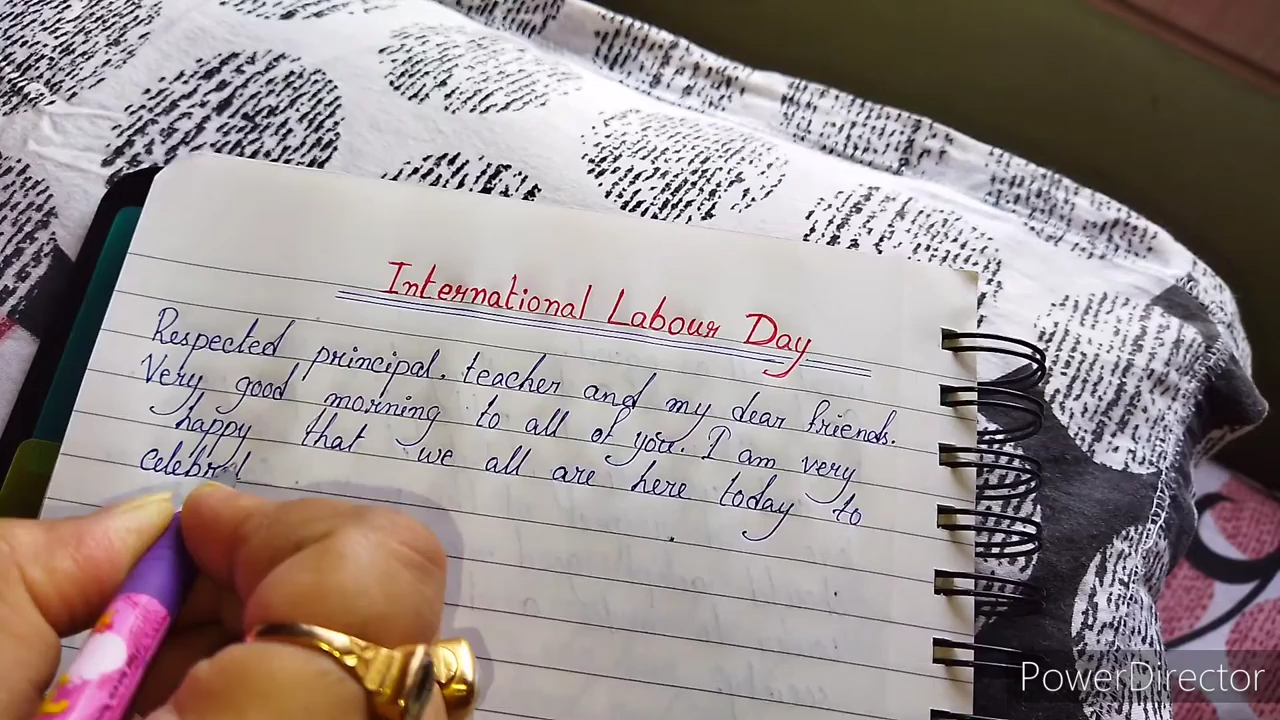 International Labour Day
Respected principal, teacher and my dear friends.
Very good morning to all of you. I am very
happy that we all are here today to
celebrat
PowerDirector